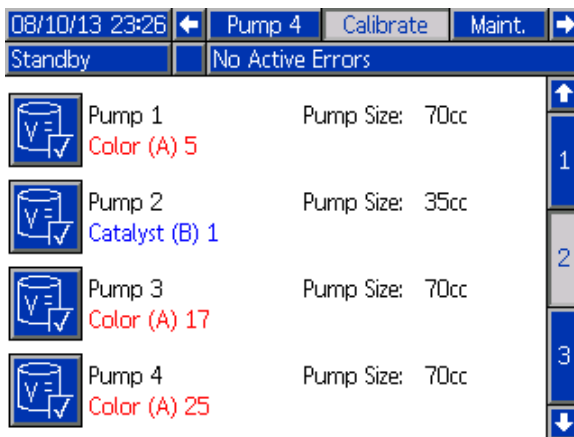 08/10/13 23:26 Pump 4 Calibrate Maint.
Standby No Active Errors
Pump 1 Pump Size: 70cc
Color (A) 5
1
Pump 2 Pump Size: 35cc
Catalyst (B) 1
2
Pump 3 Pump Size: 70cc
Color (A) 17
3
Pump 4 Pump Size: 70cc
Color (A) 25